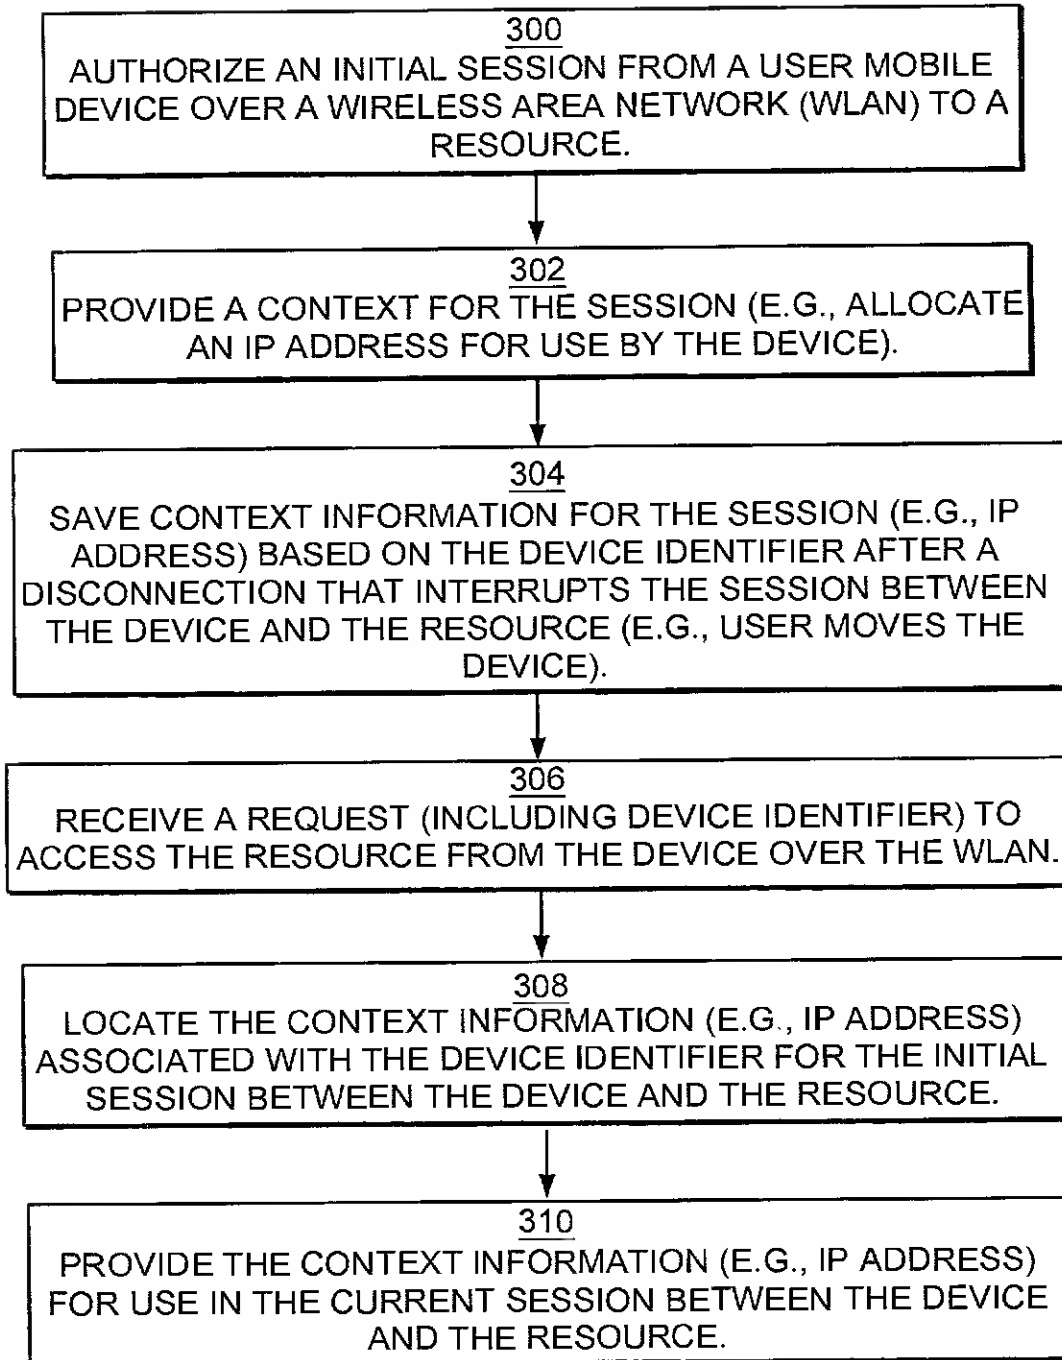 300
AUTHORIZE AN INITIAL SESSION FROM A USER MOBILE
DEVICE OVER A WIRELESS AREA NETWORK (WLAN) TO A
RESOURCE.
302
PROVIDE A CONTEXT FOR THE SESSION (E.G., ALLOCATE
AN IP ADDRESS FOR USE BY THE DEVICE).
304
SAVE CONTEXT INFORMATION FOR THE SESSION (E.G., IP
ADDRESS) BASED ON THE DEVICE IDENTIFIER AFTER A
DISCONNECTION THAT INTERRUPTS THE SESSION BETWEEN
THE DEVICE AND THE RESOURCE (E.G., USER MOVES THE
DEVICE).
306
RECEIVE A REQUEST (INCLUDING DEVICE IDENTIFIER) TO
ACCESS THE RESOURCE FROM THE DEVICE OVER THE WLAN.
308
LOCATE THE CONTEXT INFORMATION (E.G., IP ADDRESS)
ASSOCIATED WITH THE DEVICE IDENTIFIER FOR THE INITIAL
SESSION BETWEEN THE DEVICE AND THE RESOURCE.
310
PROVIDE THE CONTEXT INFORMATION (E.G., IP ADDRESS)
FOR USE IN THE CURRENT SESSION BETWEEN THE DEVICE
AND THE RESOURCE.